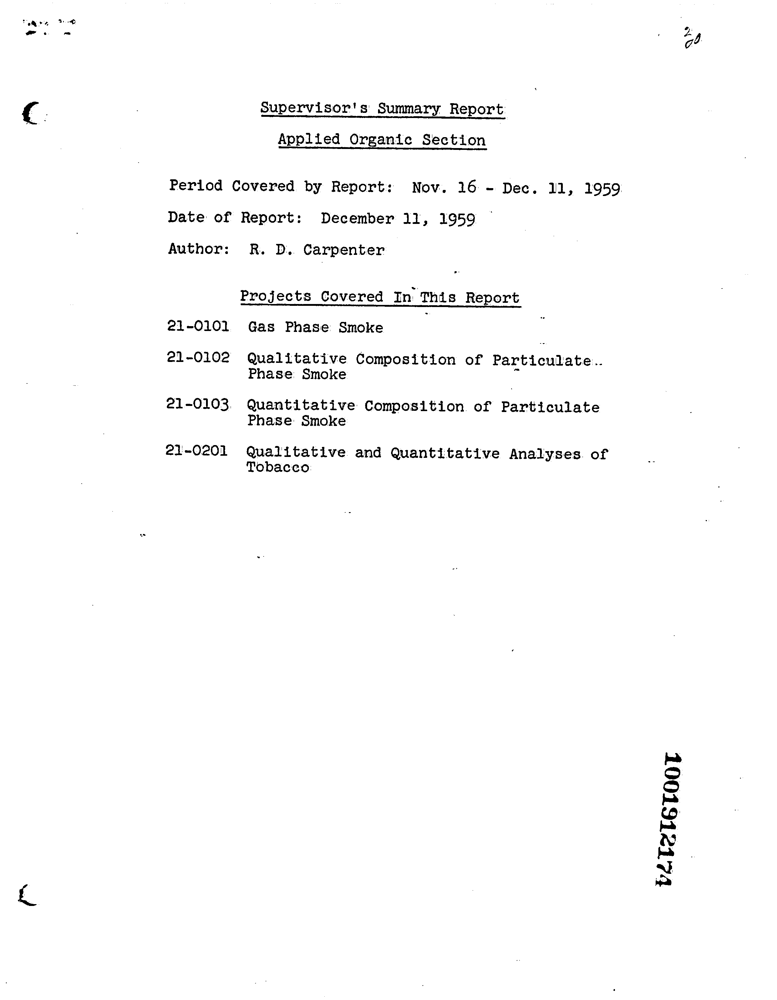 Supervisor's Summary Report
Applied Organic Section
Period Covered by Report: Nov. 16 - Dec. 11, 1959
Date of Report: December 11, 1959
Author: R. D. Carpenter
Projects Covered In This Report
21-0101 Gas Phase Smoke
21-0102 Qualitative Composition of Particulate
Phase Smoke
21-0103 Quantitative Composition of Particulate
Phase Smoke
21-0201 Qualitative and Quantitative Analyses of
Tobacco
1001912174